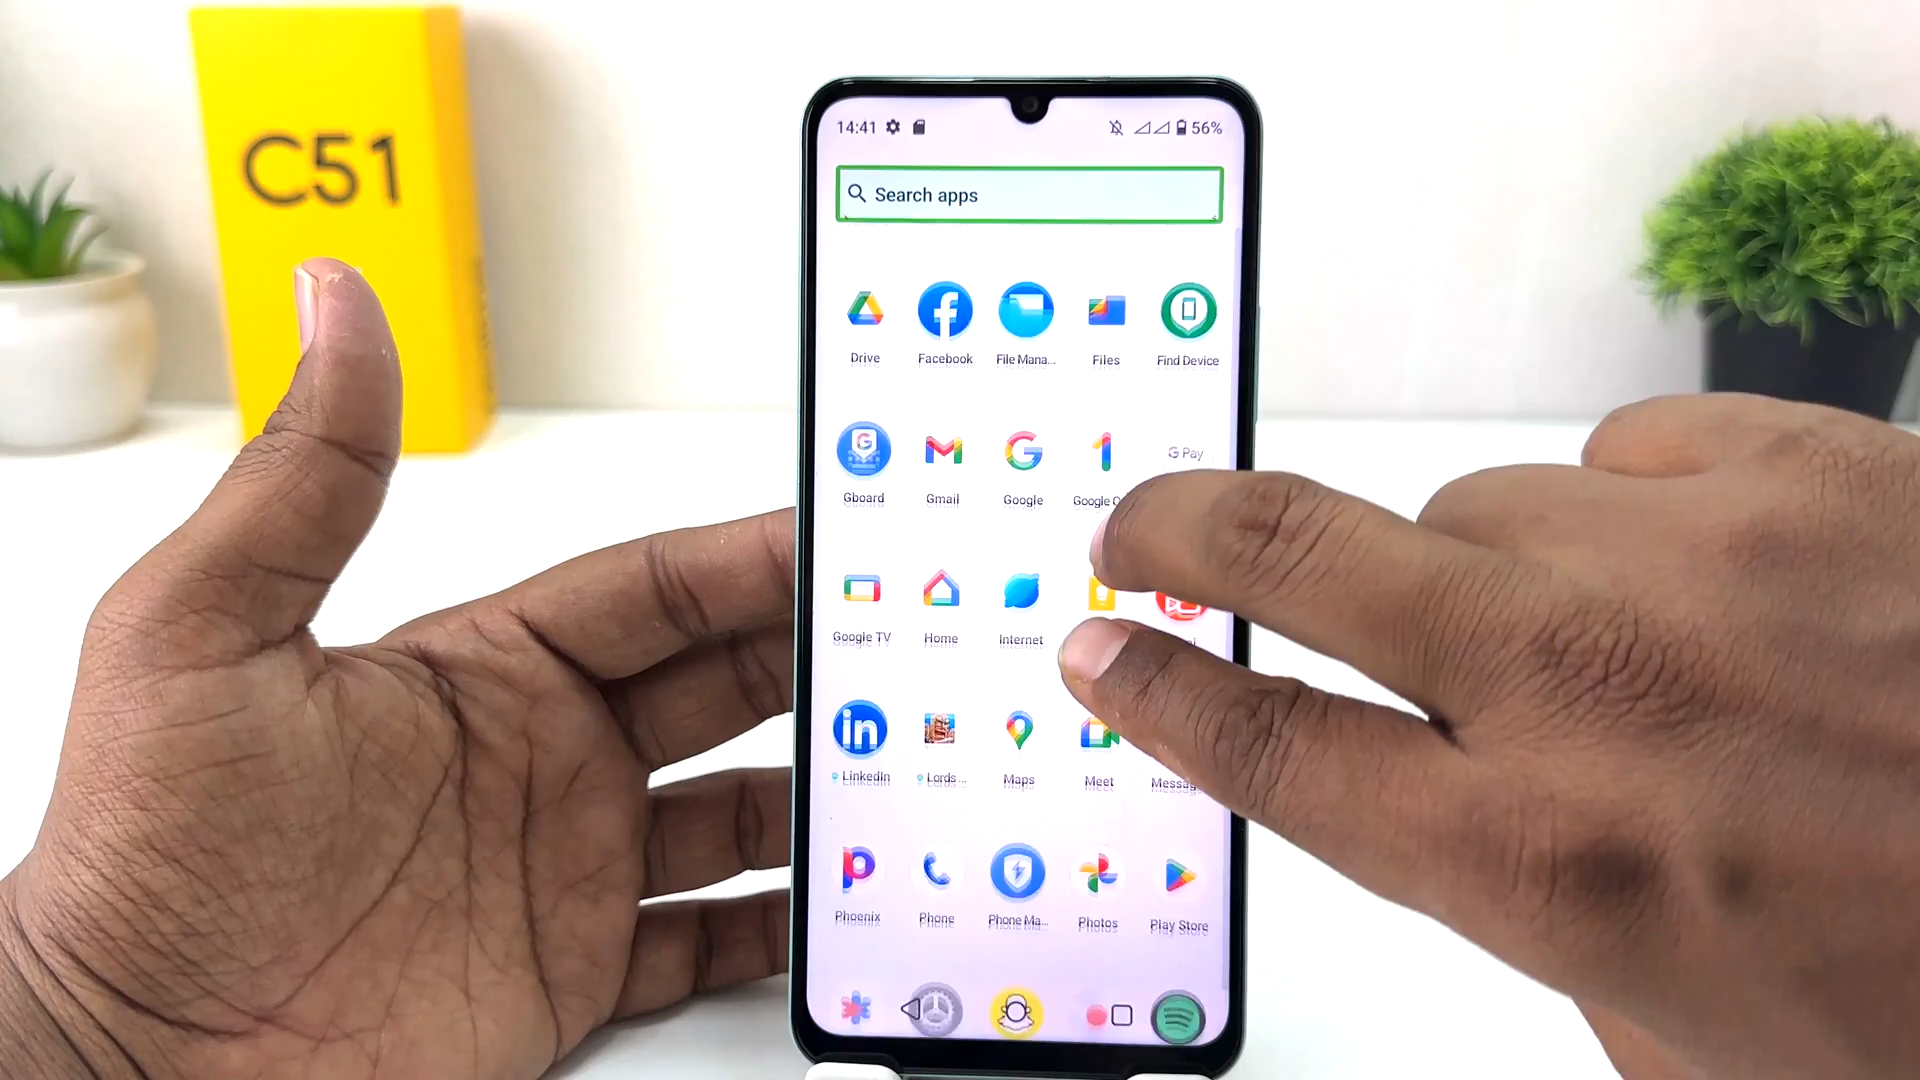 C51
14:41
56%
Search apps
Drive
Facebook
File Mana...
Files
Find Device
G Pay
Gboard
Gmail
Google
Google
Google TV
Home
Internet
LinkedIn
Lords ...
Maps
Meet
Phoenix
Phone
Phone Ma...
Photos
Play Store